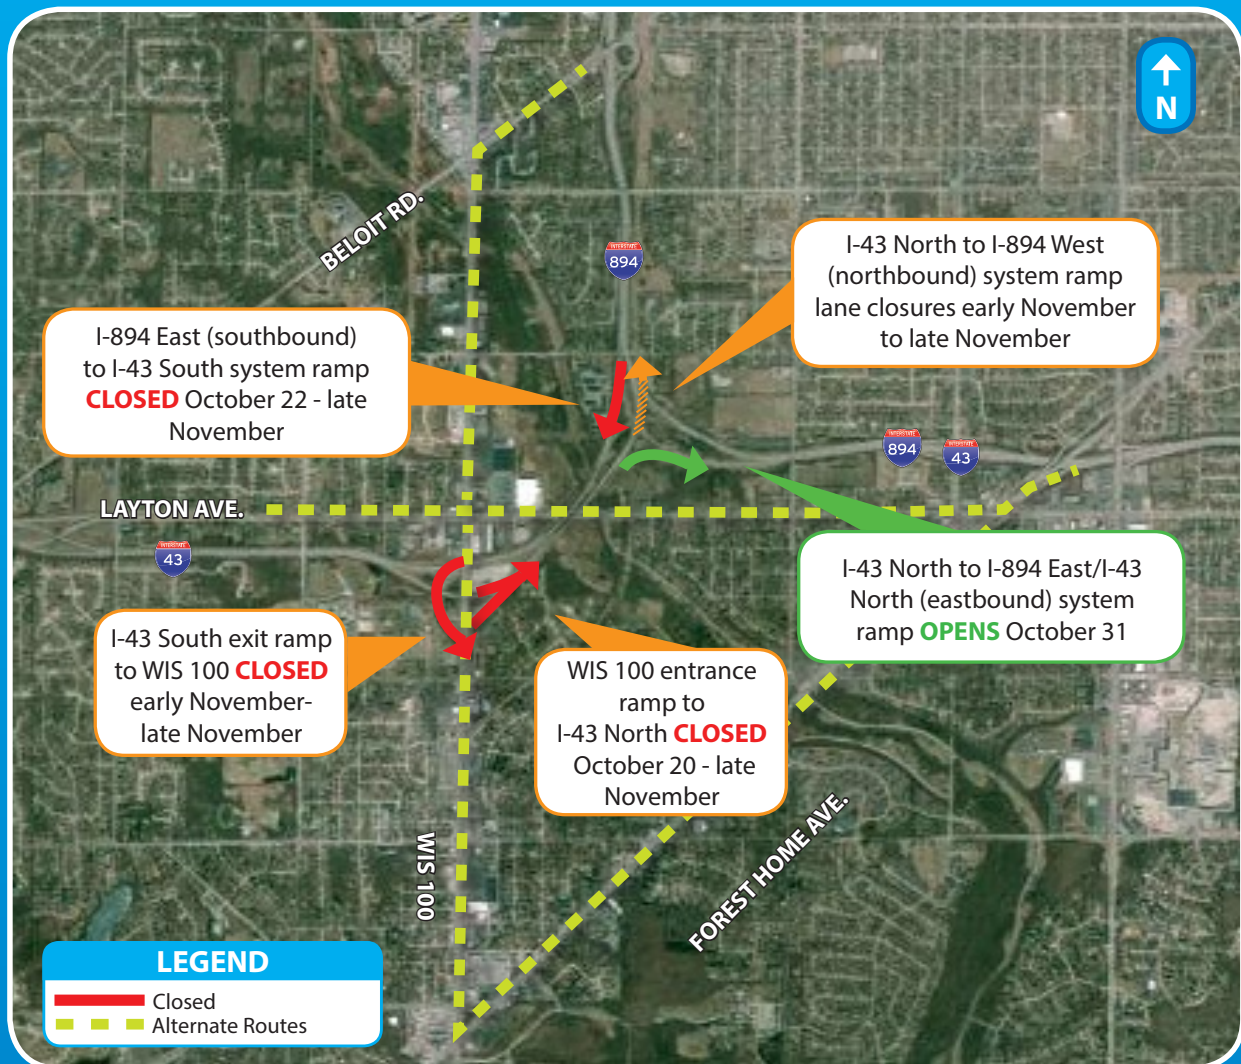 N
BELOIT RD.
INTERSTATE
894
I-43 North to I-894 West
(northbound) system ramp
lane closures early November
to late November
I-894 East (southbound)
to I-43 South system ramp
CLOSED October 22 - late
November
INTERSTATE
894
INTERSTATE
43
LAYTON AVE.
INTERSTATE
43
I-43 North to I-894 East/I-43
North (eastbound) system
ramp OPENS October 31
I-43 South exit ramp
to WIS 100 CLOSED
early November-
late November
WIS 100 entrance
ramp to
I-43 North CLOSED
October 20 - late
November
WIS 100
FOREST HOME AVE.
LEGEND
Closed
Alternate Routes